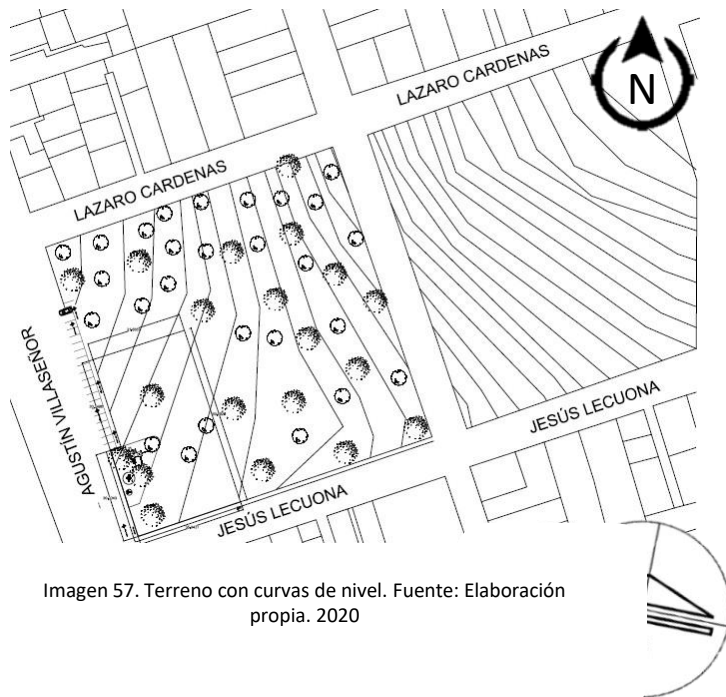 LAZARO CARDENAS
N
LAZARO CARDENAS
AGUSTÍN VILLASEÑOR
JESÚS LECUONA
JESÚS LECUONA
Imagen 57. Terreno con curvas de nivel. Fuente: Elaboración
propia. 2020